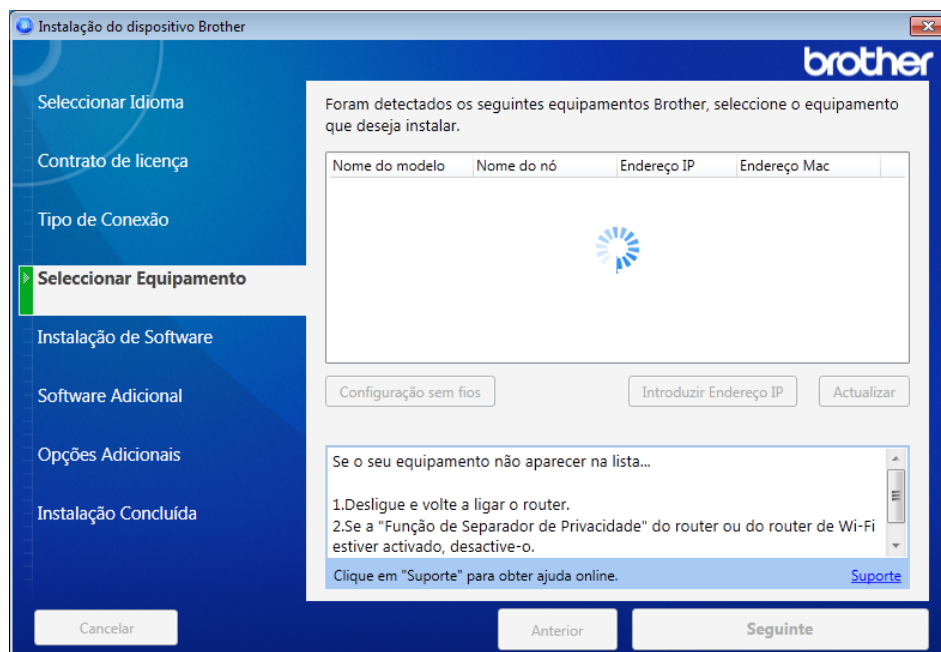 Instalação do dispositivo Brother
brother
Seleccionar Idioma
Contrato de licença
Tipo de Conexão
Seleccionar Equipamento
Instalação de Software
Software Adicional
Opções Adicionais
Instalação Concluída
Foram detectados os seguintes equipamentos Brother, seleccione o equipamento
que deseja instalar.
Nome do modelo Nome do nó Endereço IP Endereço Mac
Configuração sem fios Introduzir Endereço IP Actualizar
Se o seu equipamento não aparecer na lista...
1.Desligue e volte a ligar o router.
2.Se a "Função de Separador de Privacidade" do router ou do router de Wi-Fi
estiver activado, desactive-o.
Clique em "Suporte" para obter ajuda online. Suporte
Cancelar Anterior Seguinte